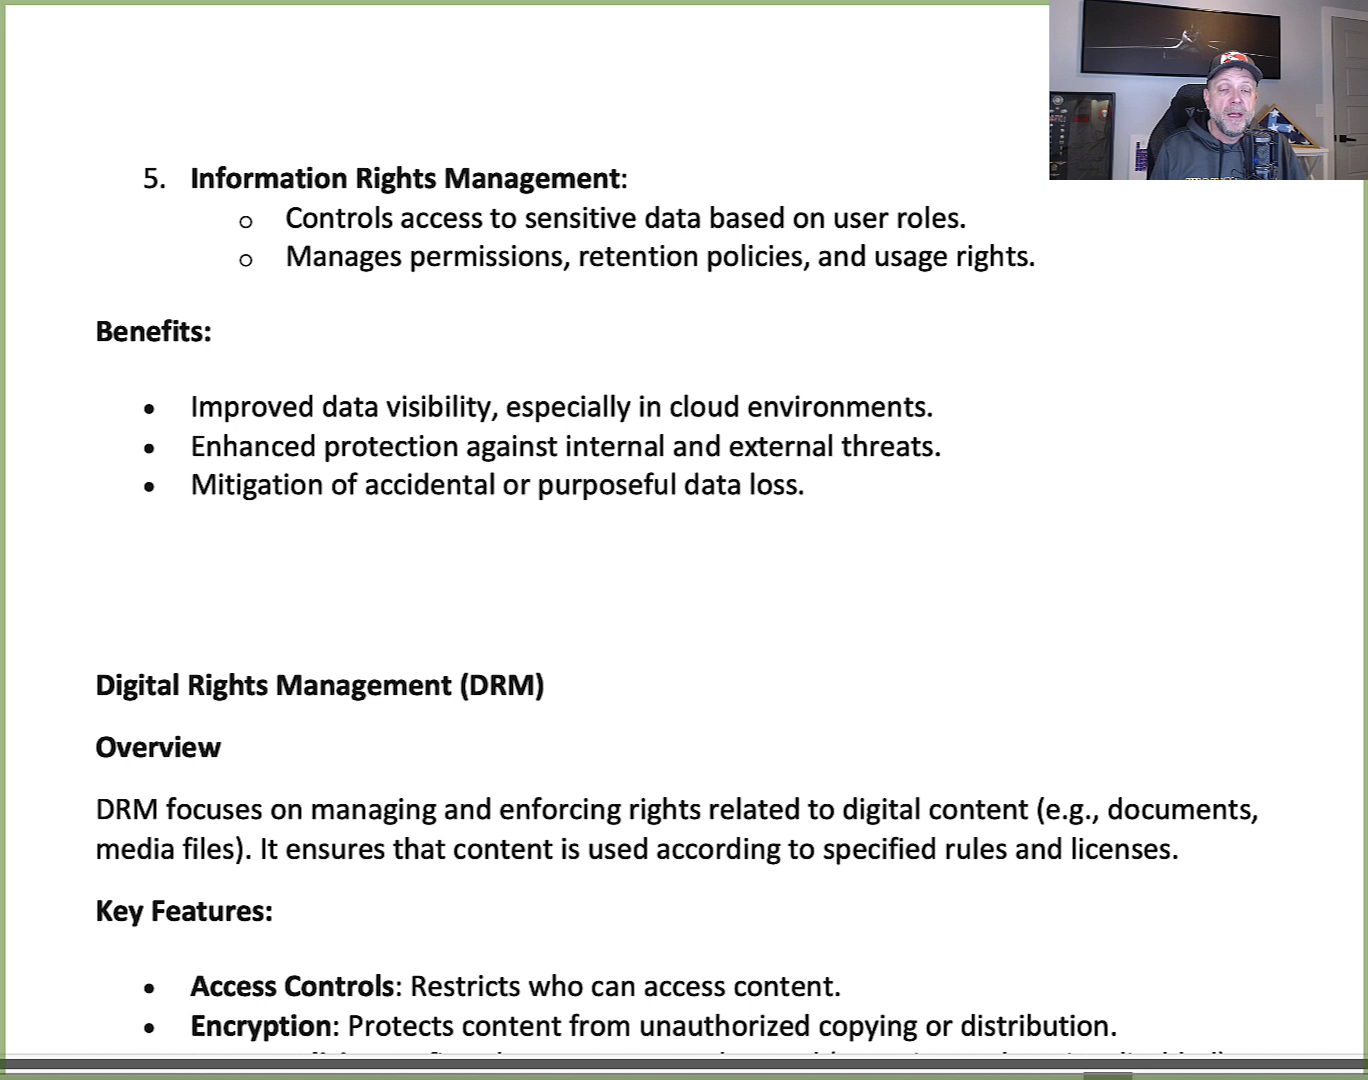 5. Information Rights Management:
o Controls access to sensitive data based on user roles.
o Manages permissions, retention policies, and usage rights.
Benefits:
• Improved data visibility, especially in cloud environments.
• Enhanced protection against internal and external threats.
• Mitigation of accidental or purposeful data loss.
Digital Rights Management (DRM)
Overview
DRM focuses on managing and enforcing rights related to digital content (e.g., documents,
media files). It ensures that content is used according to specified rules and licenses.
Key Features:
• Access Controls: Restricts who can access content.
• Encryption: Protects content from unauthorized copying or distribution.